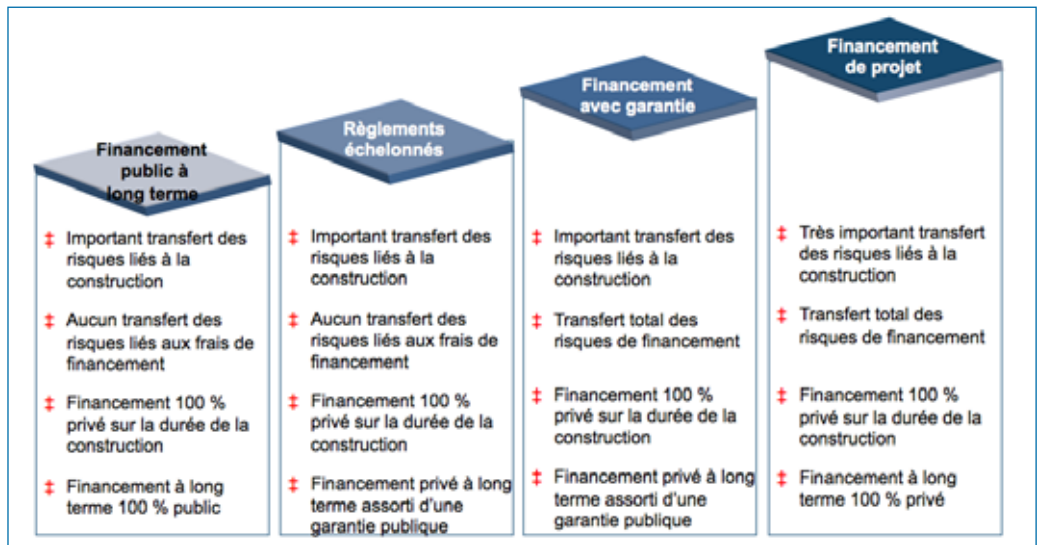 Financement
public à
long terme
‡ Important transfert des
risques liés à la
construction
‡ Aucun transfert des
risques liés aux frais de
financement
‡ Financement 100 %
privé sur la durée de la
construction
‡ Financement à long
terme 100 % public
Règlements
échelonnés
‡ Important transfert des
risques liés à la
construction
‡ Aucun transfert des
risques liés aux frais de
financement
‡ Financement 100 %
privé sur la durée de la
construction
‡ Financement privé à long
terme assorti d'une
garantie publique
Financement
avec garantie
‡ Important transfert des
risques liés à la
construction
‡ Transfert total des
risques de financement
‡ Financement 100 %
privé sur la durée de la
construction
‡ Financement privé à long
terme assorti d'une
garantie publique
Financement
de projet
‡ Très important transfert
des risques liés à la
construction
‡ Transfert total des
risques de financement
‡ Financement 100 %
privé sur la durée de la
construction
‡ Financement à long
terme 100 % privé